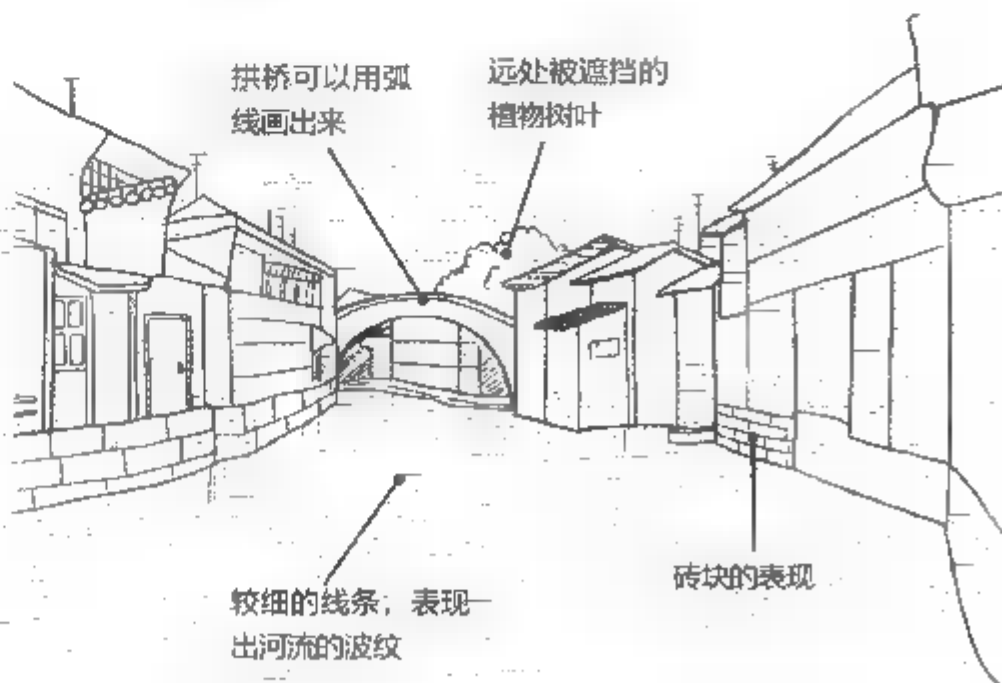 拱桥可以用弧
线画出来
远处被遮挡的
植物树叶
较细的线条，表现
出河流的波纹
砖块的表现